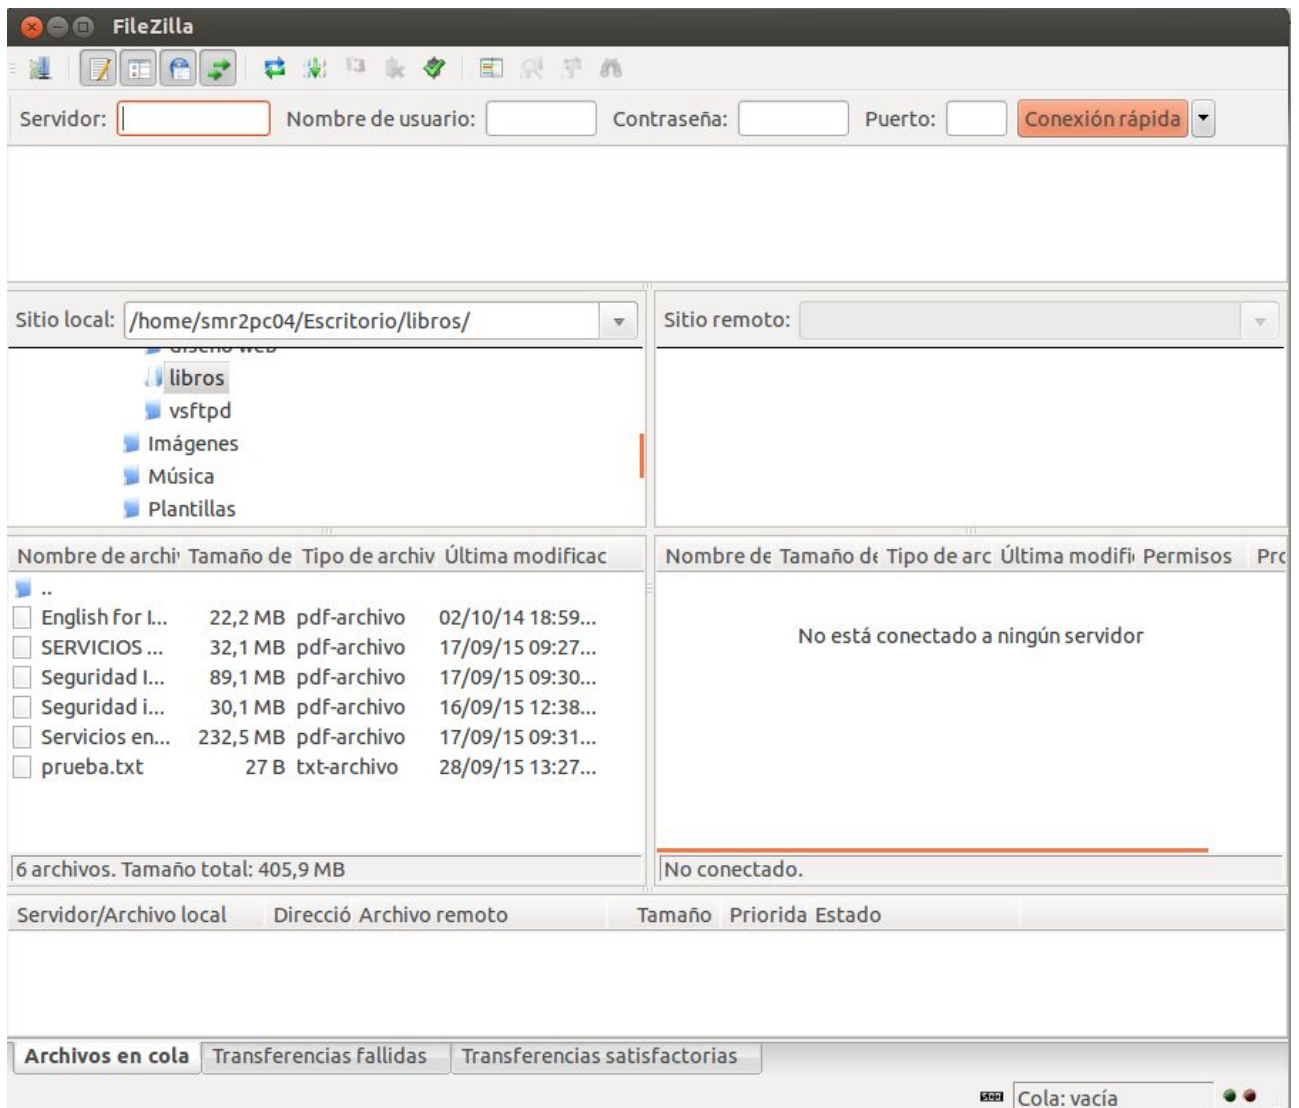 FileZilla
Servidor: Nombre de usuario: Contraseña: Puerto: Conexión rápida
Sitio local: /home/smr2pc04/Escritorio/libros/
Sitio remoto:
diseño web
libros
vsftpd
Imágenes
Música
Plantillas
Nombre de archi Tamaño de Tipo de archiv Última modificac
..
English for I... 22,2 MB pdf-archivo 02/10/14 18:59...
SERVICIOS ... 32,1 MB pdf-archivo 17/09/15 09:27...
Seguridad I... 89,1 MB pdf-archivo 17/09/15 09:30...
Seguridad i... 30,1 MB pdf-archivo 16/09/15 12:38...
Servicios en... 232,5 MB pdf-archivo 17/09/15 09:31...
prueba.txt 27 B txt-archivo 28/09/15 13:27...
6 archivos. Tamaño total: 405,9 MB
Nombre de Tamaño de Tipo de arc Última modifi Permisos Pro
No está conectado a ningún servidor
No conectado.
Servidor/Archivo local Direcció Archivo remoto Tamaño Priorida Estado
Archivos en cola Transferencias fallidas Transferencias satisfactorias
Cola: vacía